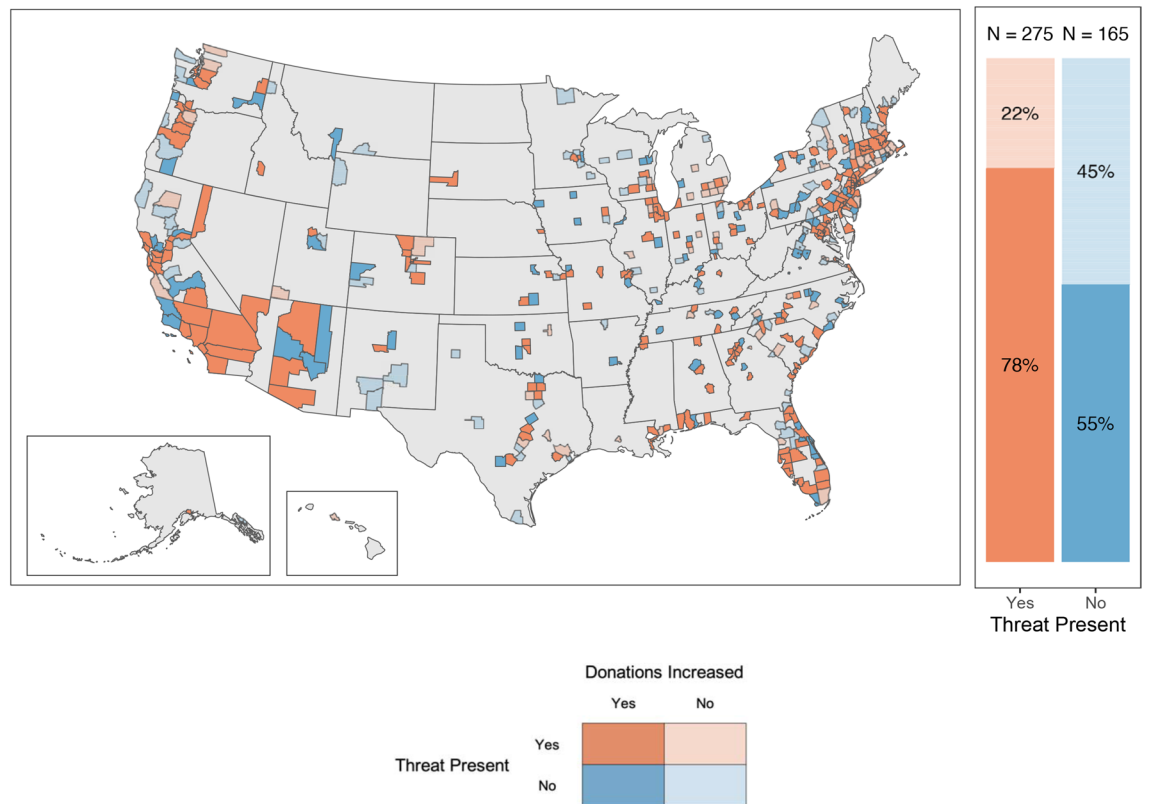 N = 275 N = 165
22%
45%
78%
55%
Yes No
Threat Present
Donations Increased
Yes No
Yes
Threat Present
No